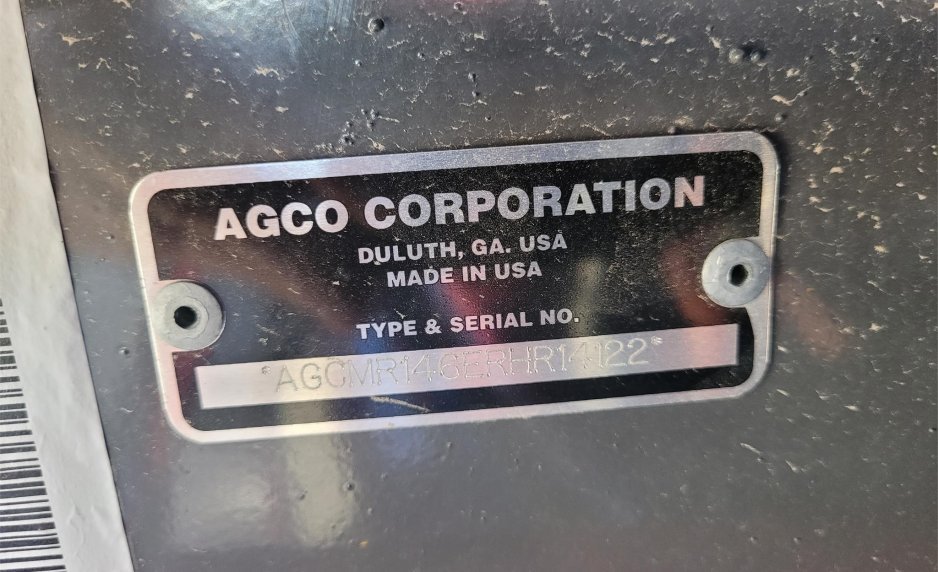 AGCO CORPORATION
DULUTH, GA. USA
MADE IN USA
TYPE & SERIAL NO.
*AGCMR146ERHR14122*